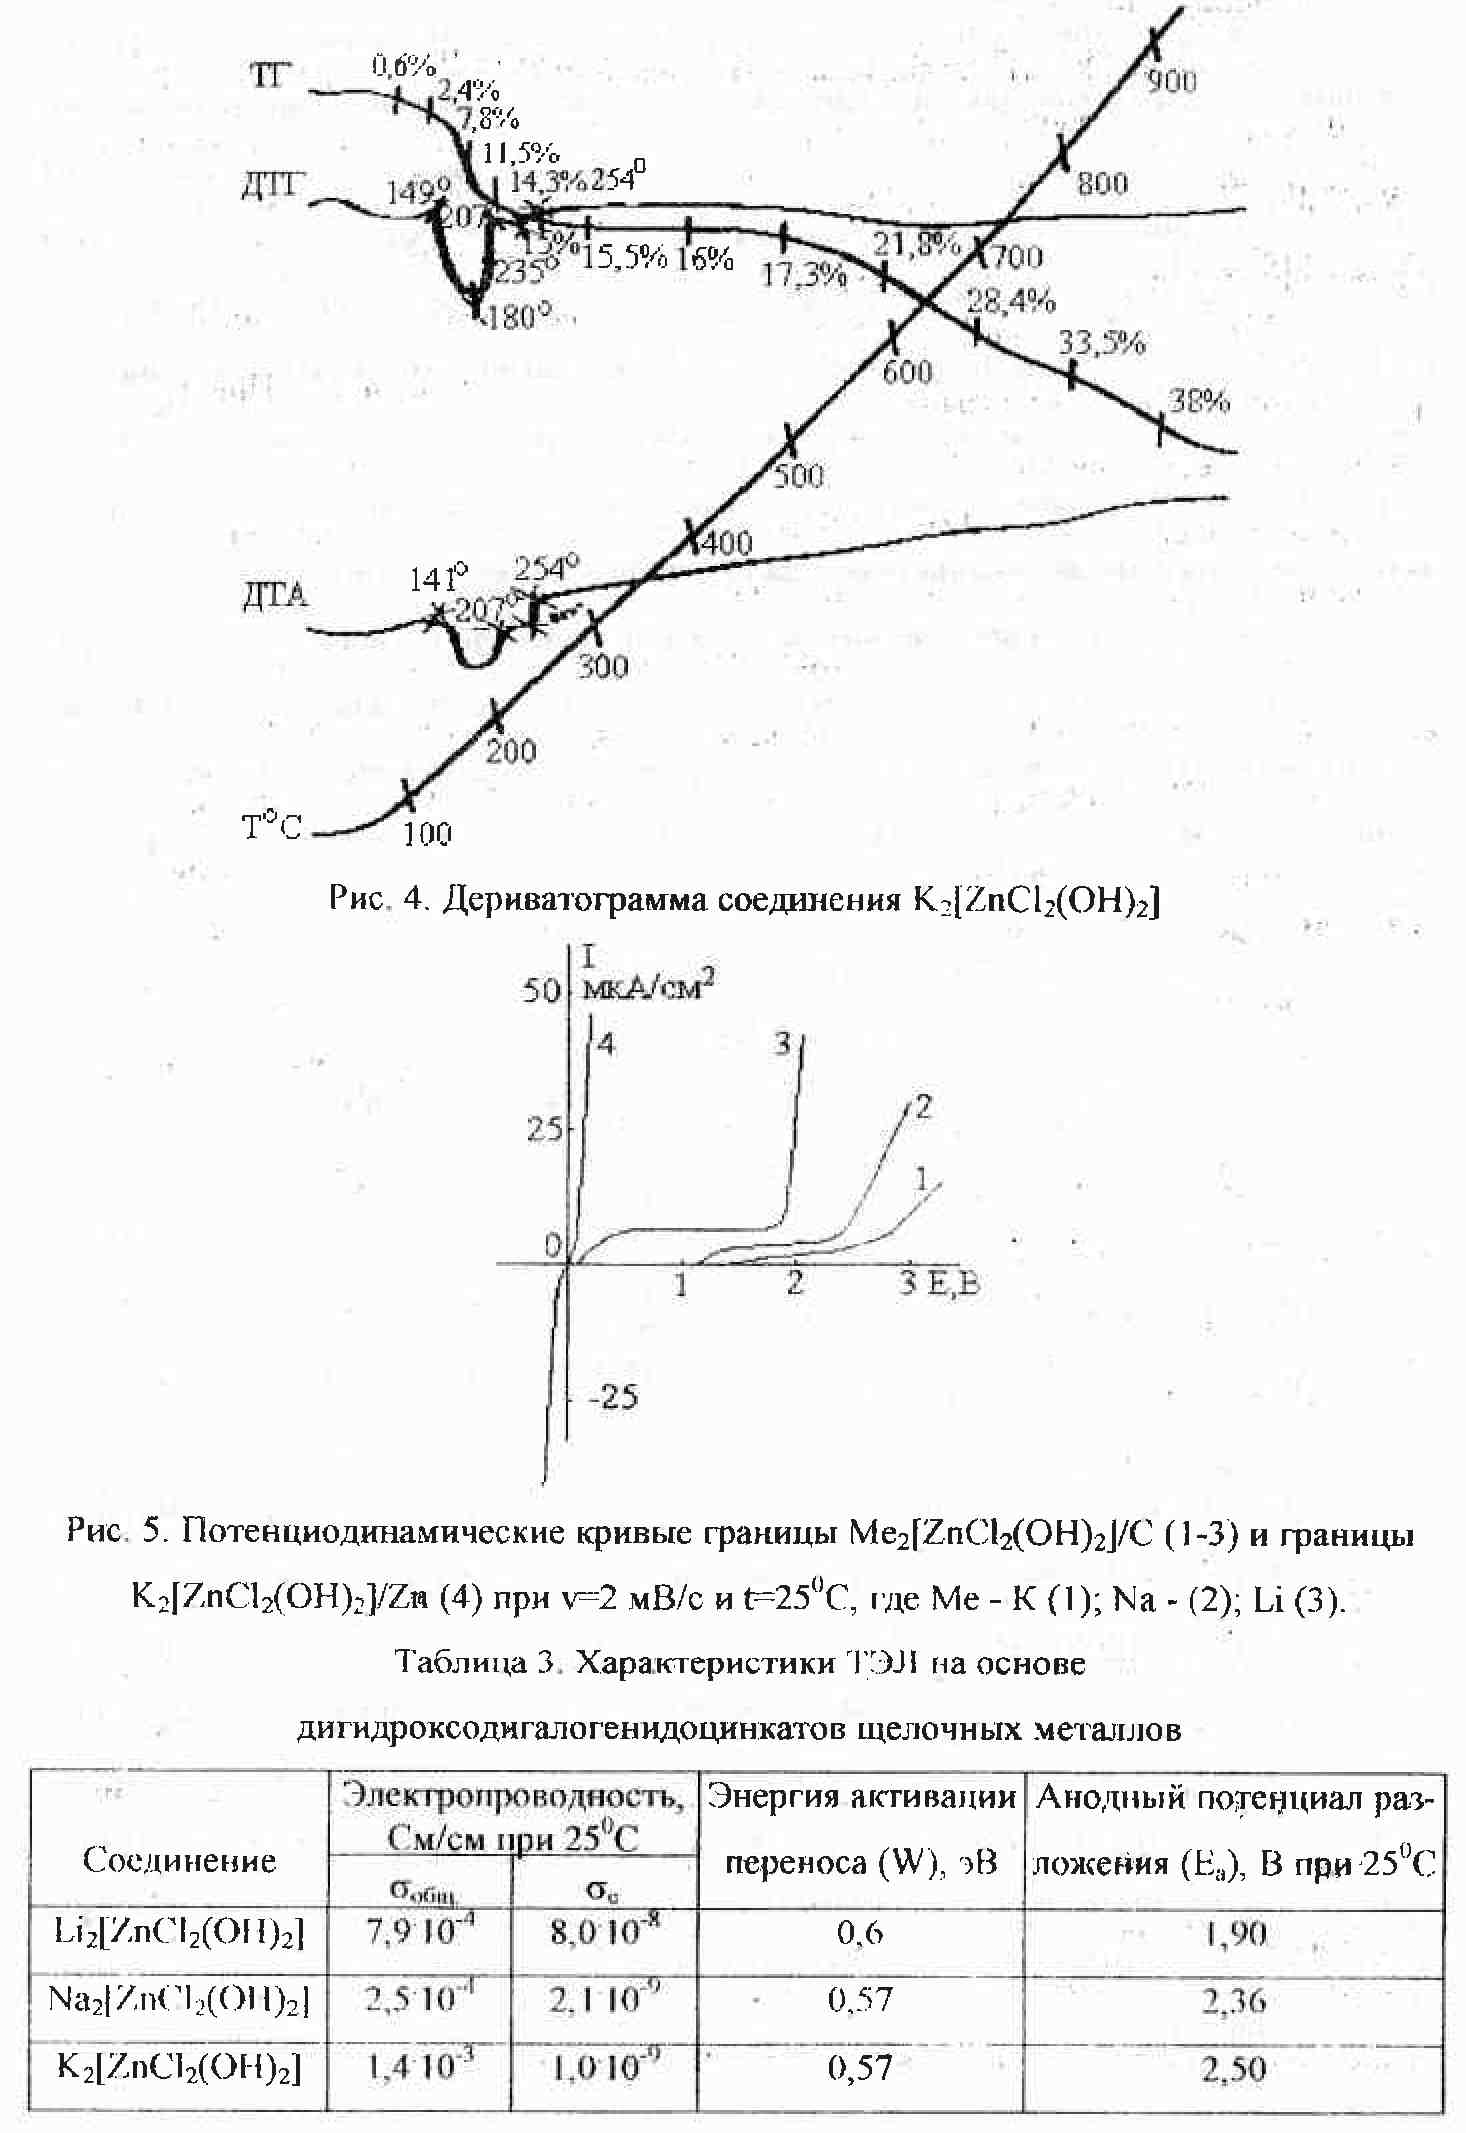 ТГ
0,6%
2,4%
7,8%
11,5%
ДТГ
149°
14,3% 254°
207
15%
15,5% 16%
17,3%
21,8%
235°
180°
28,4%
33,5%
38%
900
800
700
600
500
400
ДТА
141°
254°
207°
300
200
100
T°C
Рис. 4. Дериватограмма соединения K₂[ZnCl₂(OH)₂]
I
мкА/см²
50
4
3
2
1
25
0
1 2 3 E,B
-25
Рис. 5. Потенциодинамические кривые границы Me₂[ZnCl₂(OH)₂]/C (1-3) и границы
K₂[ZnCl₂(OH)₂]/Zn (4) при v=2 мВ/с и t=25⁰C, где Me - K (1); Na - (2); Li (3).
Таблица 3. Характеристики ТЭЛ на основе
дигидроксодигалогенидоцинкатов щелочных металлов
Соединение
Электропроводность,
См/см при 25⁰C
σобщ.
Энергия активации
переноса (W), эВ
Анодный потенциал раз-
ложения (Eₐ), В при 25⁰C
Li₂[ZnCl₂(OH)₂] 7,9·10⁻⁴ 8,0·10⁻⁸ 0,6 1,90
Na₂[ZnCl₂(OH)₂] 2,5·10⁻⁴ 2,1·10⁻⁹ 0,57 2,36
K₂[ZnCl₂(OH)₂] 1,4·10⁻³ 1,0·10⁻⁹ 0,57 2,50